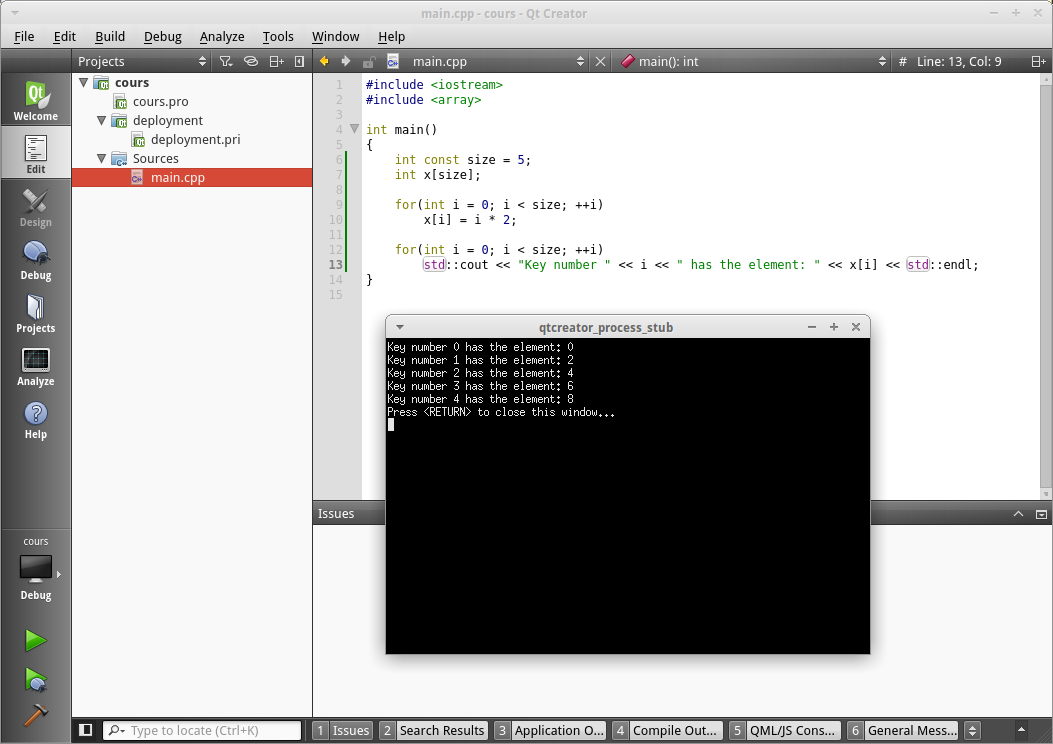 main.cpp - cours - Qt Creator
File Edit Build Debug Analyze Tools Window Help
Projects main.cpp main(): int # Line: 13, Col: 9
Qt
Welcome
Edit
Design
Debug
Projects
Analyze
Help
cours
Debug
cours
cours.pro
deployment
deployment.pri
Sources
main.cpp
1 #include <iostream>
2 #include <array>
3
4 int main()
5 {
6 int const size = 5;
7 int x[size];
8
9 for(int i = 0; i < size; ++i)
10 x[i] = i * 2;
11
12 for(int i = 0; i < size; ++i)
13 std::cout << "Key number " << i << " has the element: " << x[i] << std::endl;
14 }
15
qtcreator_process_stub
Key number 0 has the element: 0
Key number 1 has the element: 2
Key number 2 has the element: 4
Key number 3 has the element: 6
Key number 4 has the element: 8
Press <RETURN> to close this window...
Issues
Type to locate (Ctrl+K) 1 Issues 2 Search Results 3 Application O... 4 Compile Out... 5 QML/JS Cons... 6 General Mess...